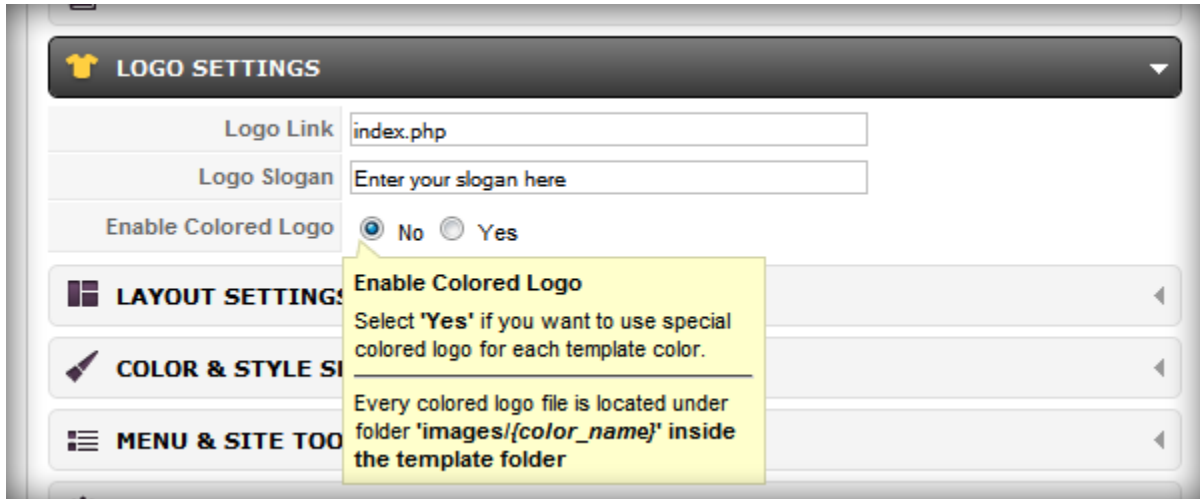 LOGO SETTINGS
Logo Link index.php
Logo Slogan Enter your slogan here
Enable Colored Logo No Yes
Enable Colored Logo
Select 'Yes' if you want to use special
colored logo for each template color.
Every colored logo file is located under
folder 'images/{color_name}' inside
the template folder
LAYOUT SETTINGS
COLOR & STYLE
MENU & SITE